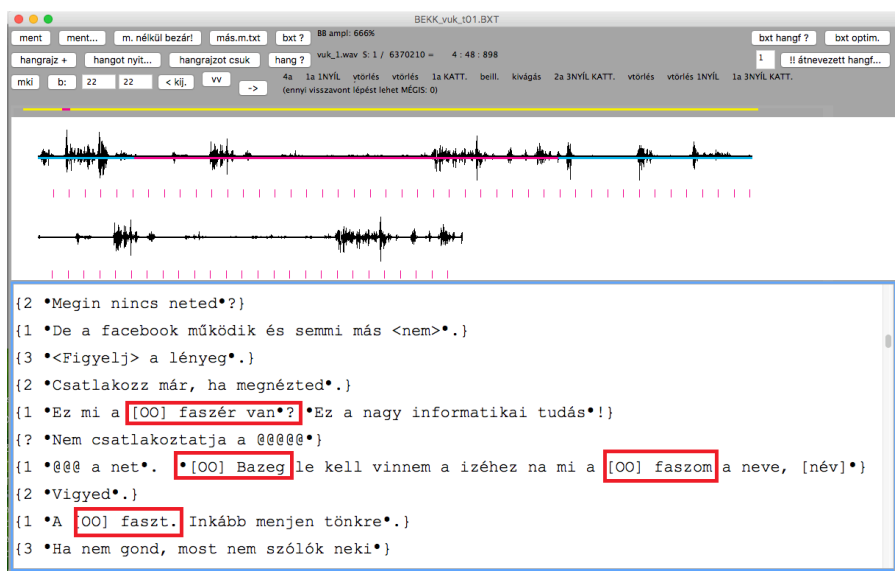 BEKK_vuk_t01.BXT
ment ment... m. nélkül bezár! más.m.txt bxt ? BB ampl: 666% bxt hangf ? bxt optim.
hangrajz + hangot nyit... hangrajzot csuk hang ? vuk_1.wav S: 1 / 6370210 = 4 : 48 : 898 1 !! átnevezett hangf...
mki b: 22 22 < kij. vv -> 4a 1a 1NYÍL vtörlés vtörlés 1a KATT. beill. kivágás 2a 3NYÍL KATT. vtörlés vtörlés 1NYÍL 1a 3NYÍL KATT.
(ennyi visszavont lépést lehet MÉGIS: 0)
{2 •Megin nincs neted•?}
{1 •De a facebook működik és semmi más <nem>•.}
{3 •<Figyelj> a lényeg•.}
{2 •Csatlakozz már, ha megnézted•.}
{1 •Ez mi a [OO] faszér van•? •Ez a nagy informatikai tudás•!}
{? •Nem csatlakoztatja a @@@@@•}
{1 •@@@ a net•. •[OO] Bazeg le kell vinnem a izéhez na mi a [OO] faszom a neve, [név]•}
{2 •Vigyed•.}
{1 •A [OO] faszt. Inkább menjen tönkre•.}
{3 •Ha nem gond, most nem szólók neki•}